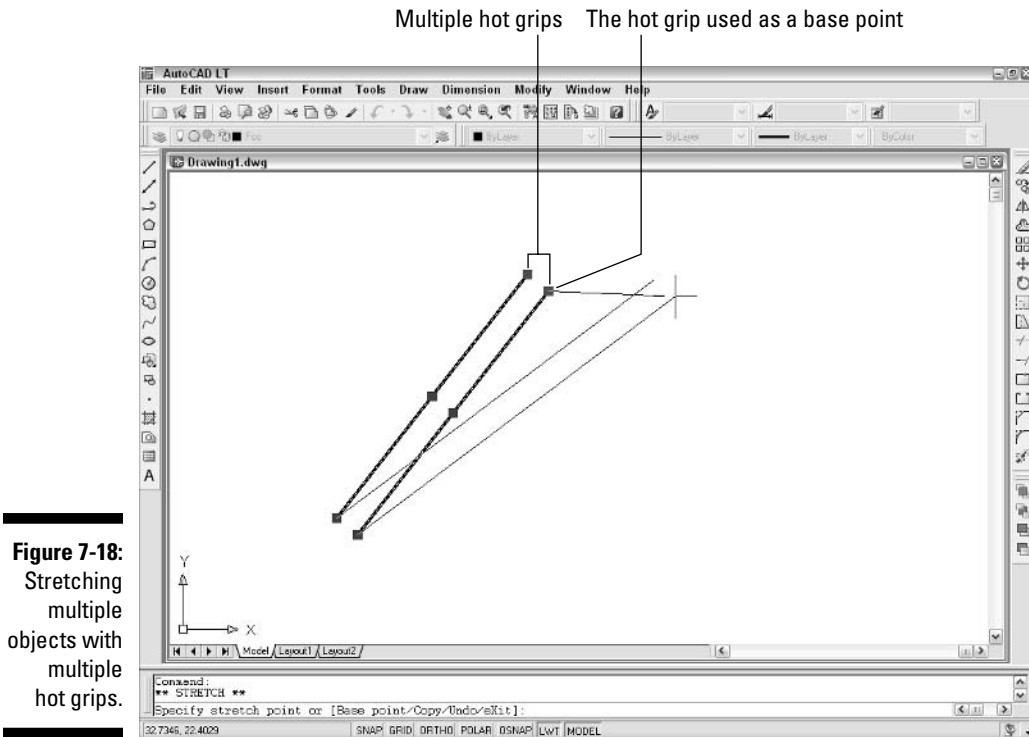 Multiple hot grips The hot grip used as a base point
AutoCAD LT
File Edit View Insert Format Tools Draw Dimension Modify Window Help
Foo ByLayer ByLayer ByLayer ByColor
Drawing1.dwg
A
Y
X
Model Layout1 Layout2
Command:
** STRETCH **
Specify stretch point or [Base point/Copy/Undo/eXit]:
32.7346, 22.4029 SNAP GRID ORTHO POLAR OSNAP LWT MODEL
Figure 7-18:
Stretching
multiple
objects with
multiple
hot grips.